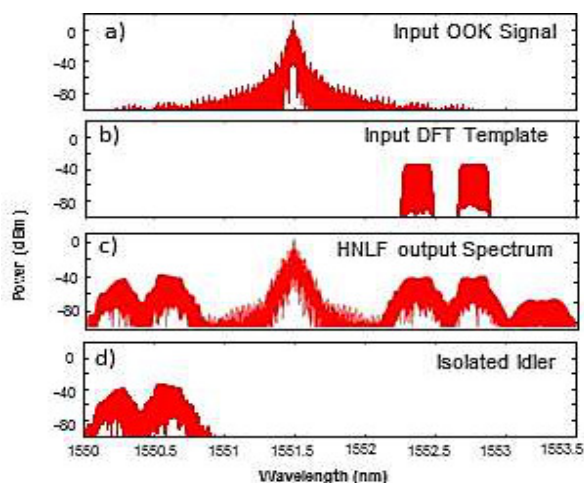 a) Input OOK Signal
0
-40
-80
b) Input DFT Template
0
-40
-80
c) HNLF output Spectrum
0
-40
-80
d) Isolated Idler
0
-40
-80
Power (dBm)
1550 1550.5 1551 1551.5 1552 1552.5 1553 1553.5
Wavelength (nm)